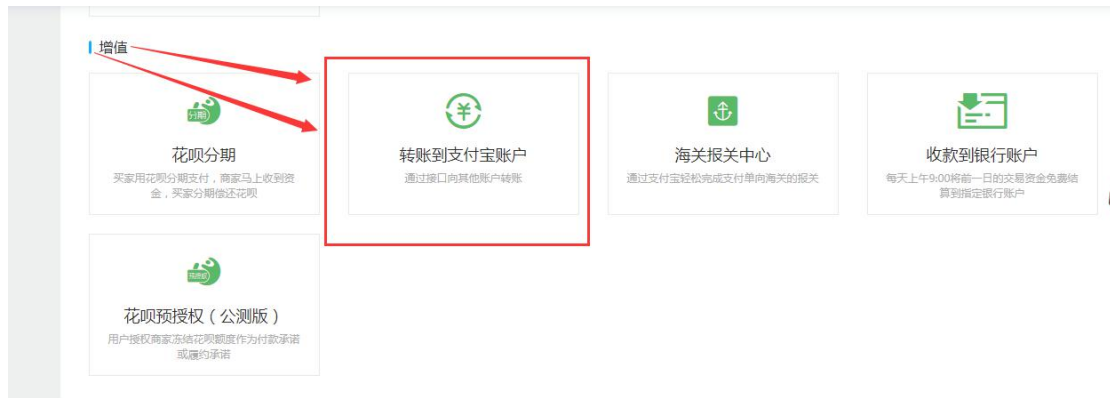 增值
分期
花呗分期
买家用花呗分期支付，商家马上收到资
金，买家分期偿还花呗
转账到支付宝账户
通过接口向其他账户转账
海关报关中心
通过支付宝轻松完成支付单向海关的报关
收款到银行账户
每天上午9:00将前一日的交易资金免费结
算到指定银行账户
花呗预授权（公测版）
用户授权商家冻结花呗额度作为付款承诺
或履约承诺